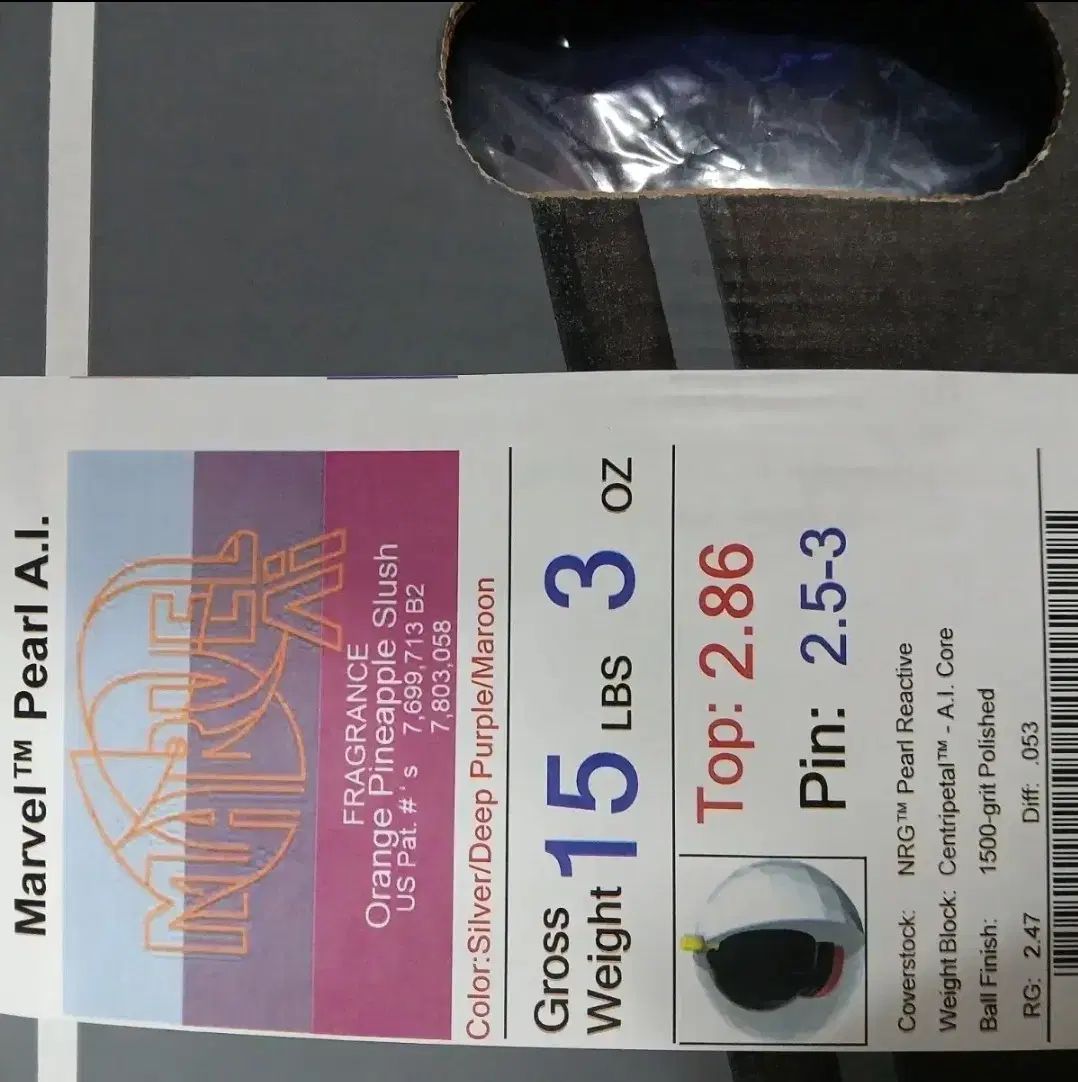 Marvel™ Pearl A.I.
MARVEL
A.I.
FRAGRANCE
Orange Pineapple Slush
US Pat. #'s 7,699,713 B2
7,803,058
Color:Silver/Deep Purple/Maroon
Gross
Weight 15 LBS 3 OZ
Top: 2.86
Pin: 2.5-3
Coverstock: NRG™ Pearl Reactive
Weight Block: Centripetal™ - A.I. Core
Ball Finish: 1500-grit Polished
RG: 2.47 Diff: .053